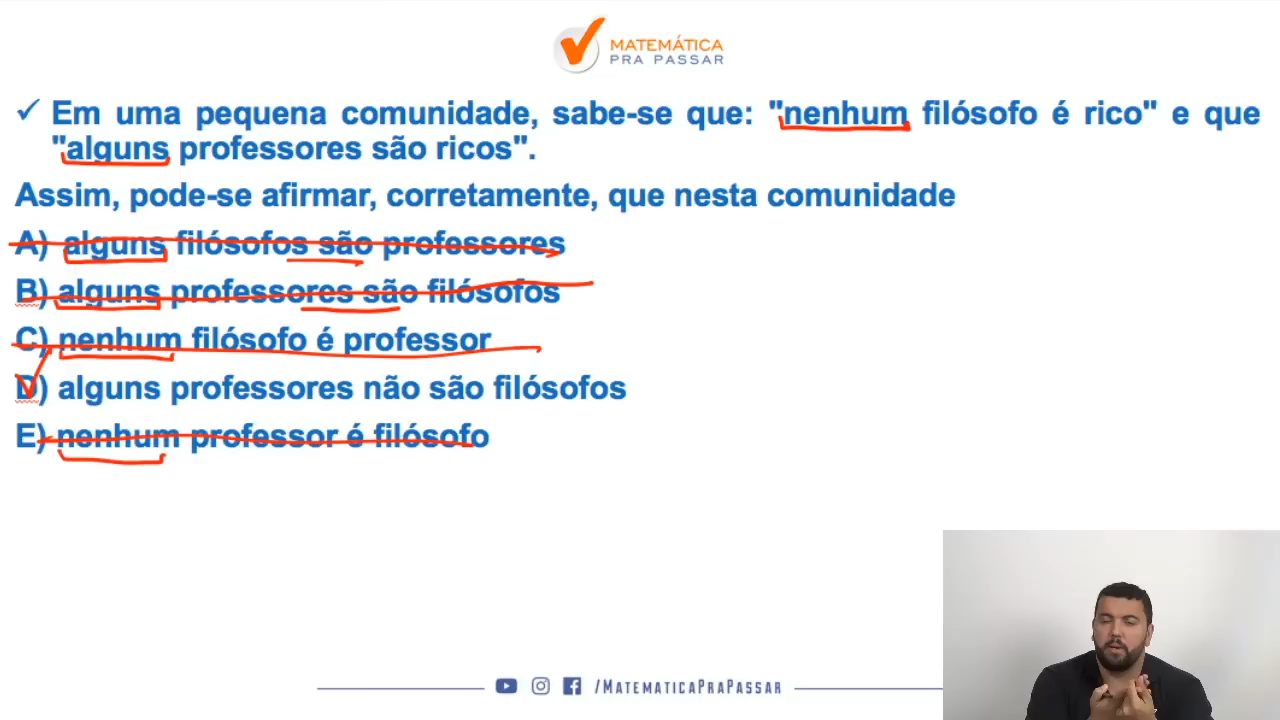 MATEMÁTICA
PRA PASSAR
✓ Em uma pequena comunidade, sabe-se que: "nenhum filósofo é rico" e que
"alguns professores são ricos".
Assim, pode-se afirmar, corretamente, que nesta comunidade
A) alguns filósofos são professores
B) alguns professores são filósofos
C) nenhum filósofo é professor
D) alguns professores não são filósofos
E) nenhum professor é filósofo
/MATEMATICAPRAPASSAR